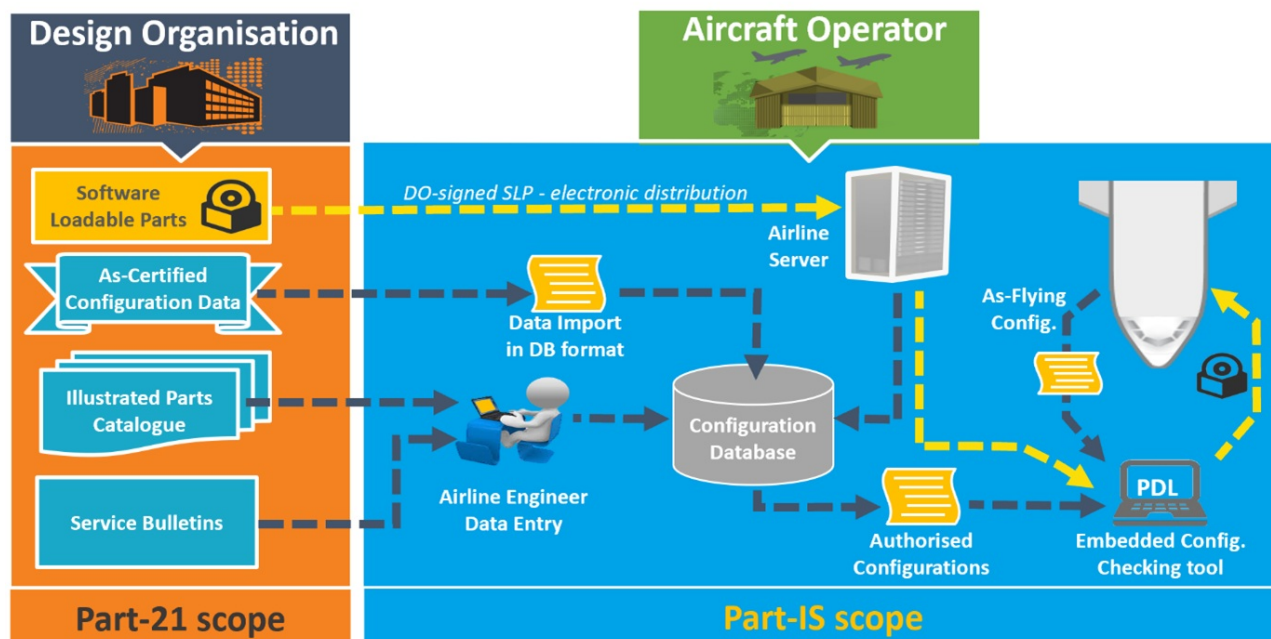 Design Organisation
Aircraft Operator
Software
Loadable Parts
DO-signed SLP - electronic distribution
Airline
Server
As-Certified
Configuration Data
Data Import
in DB format
As-Flying
Config.
Illustrated Parts
Catalogue
Configuration
Database
Airline Engineer
Data Entry
Service Bulletins
Authorised
Configurations
PDL
Embedded Config.
Checking tool
Part-21 scope
Part-IS scope